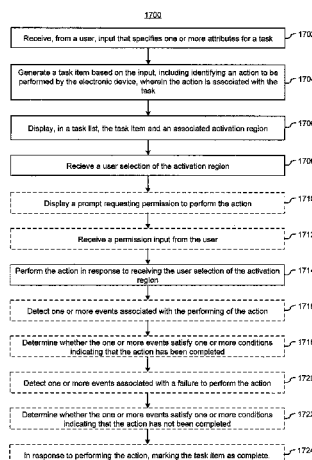 1700
Receive, from a user, input that specifies one or more attributes for a task
1702
Generate a task item based on the input, including identifying an action to be
performed by the electronic device, wherein the action is associated with the
task
1704
Display, in a task list, the task item and an associated activation region
1706
Recieve a user selection of the activation region
1708
Display a prompt requesting permission to perform the action
1710
Receive a permission input from the user
1712
Perform the action in response to receiving the user selection of the activation
region
1714
Detect one or more events associated with the performing of the action
1716
Determine whether the one or more events satisfy one or more conditions
indicating that the action has been completed
1718
Detect one or more events associated with a failure to perform the action
1720
Determine whether the one or more events satisfy one or more conditions
indicating that the action has not been completed
1722
In response to performing the action, marking the task item as complete.
1724